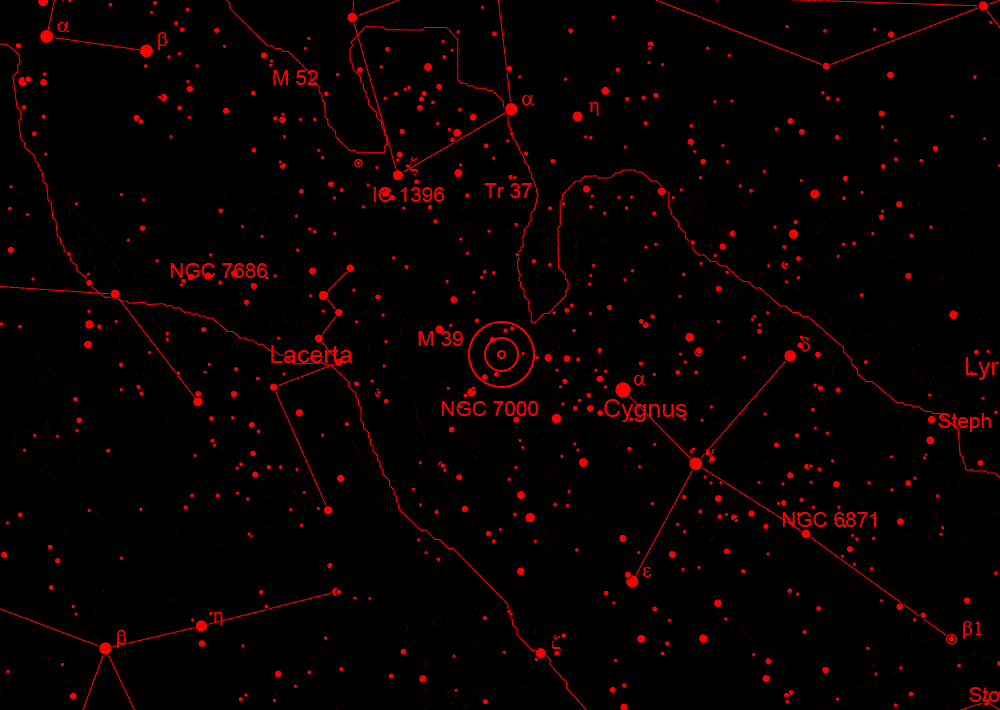 α
β
M 52
α
η
ζ
IC 1396
Tr 37
NGC 7686
M 39
δ
Lacerta
Lyr
α
NGC 7000
Cygnus
Steph
γ
NGC 6871
ε
η
β
ζ
β1
Sto